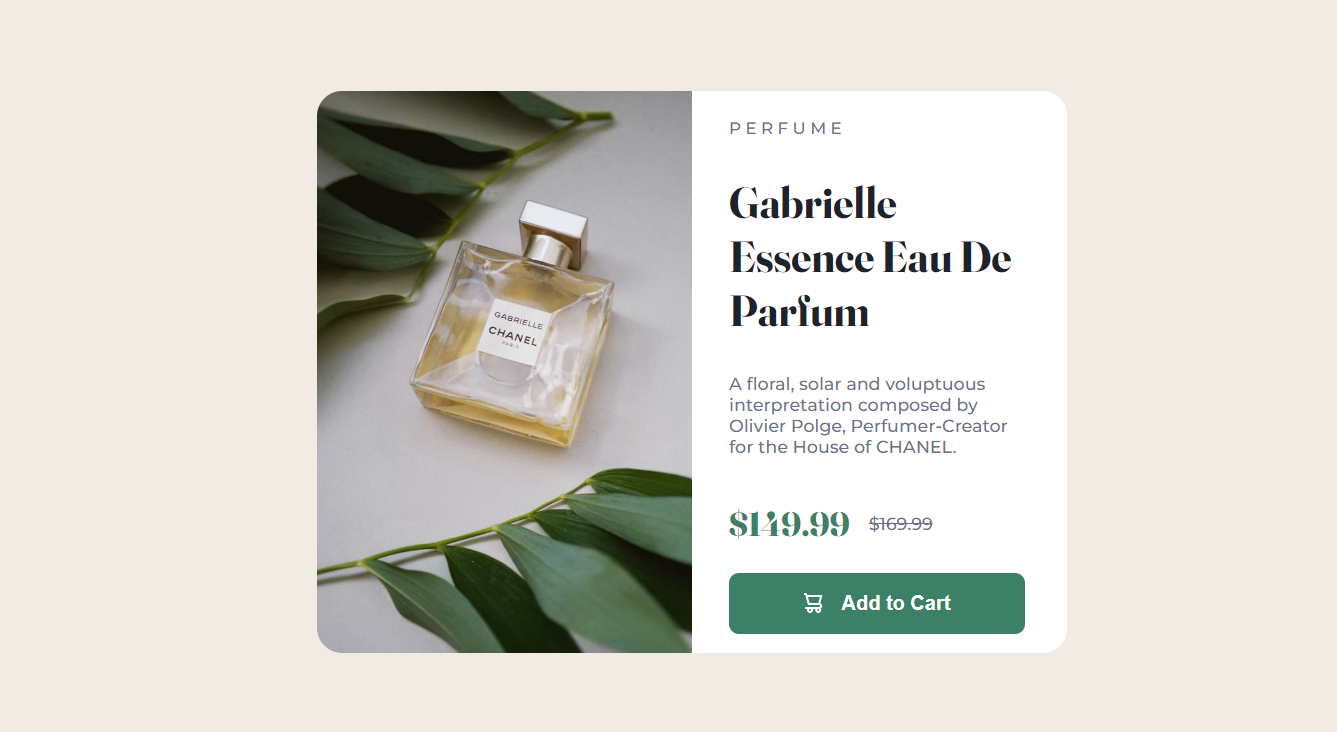 GABRIELLE
CHANEL
PARIS
PERFUME
Gabrielle
Essence Eau De
Parfum
A floral, solar and voluptuous
interpretation composed by
Olivier Polge, Perfumer-Creator
for the House of CHANEL.
$149.99 $169.99
Add to Cart